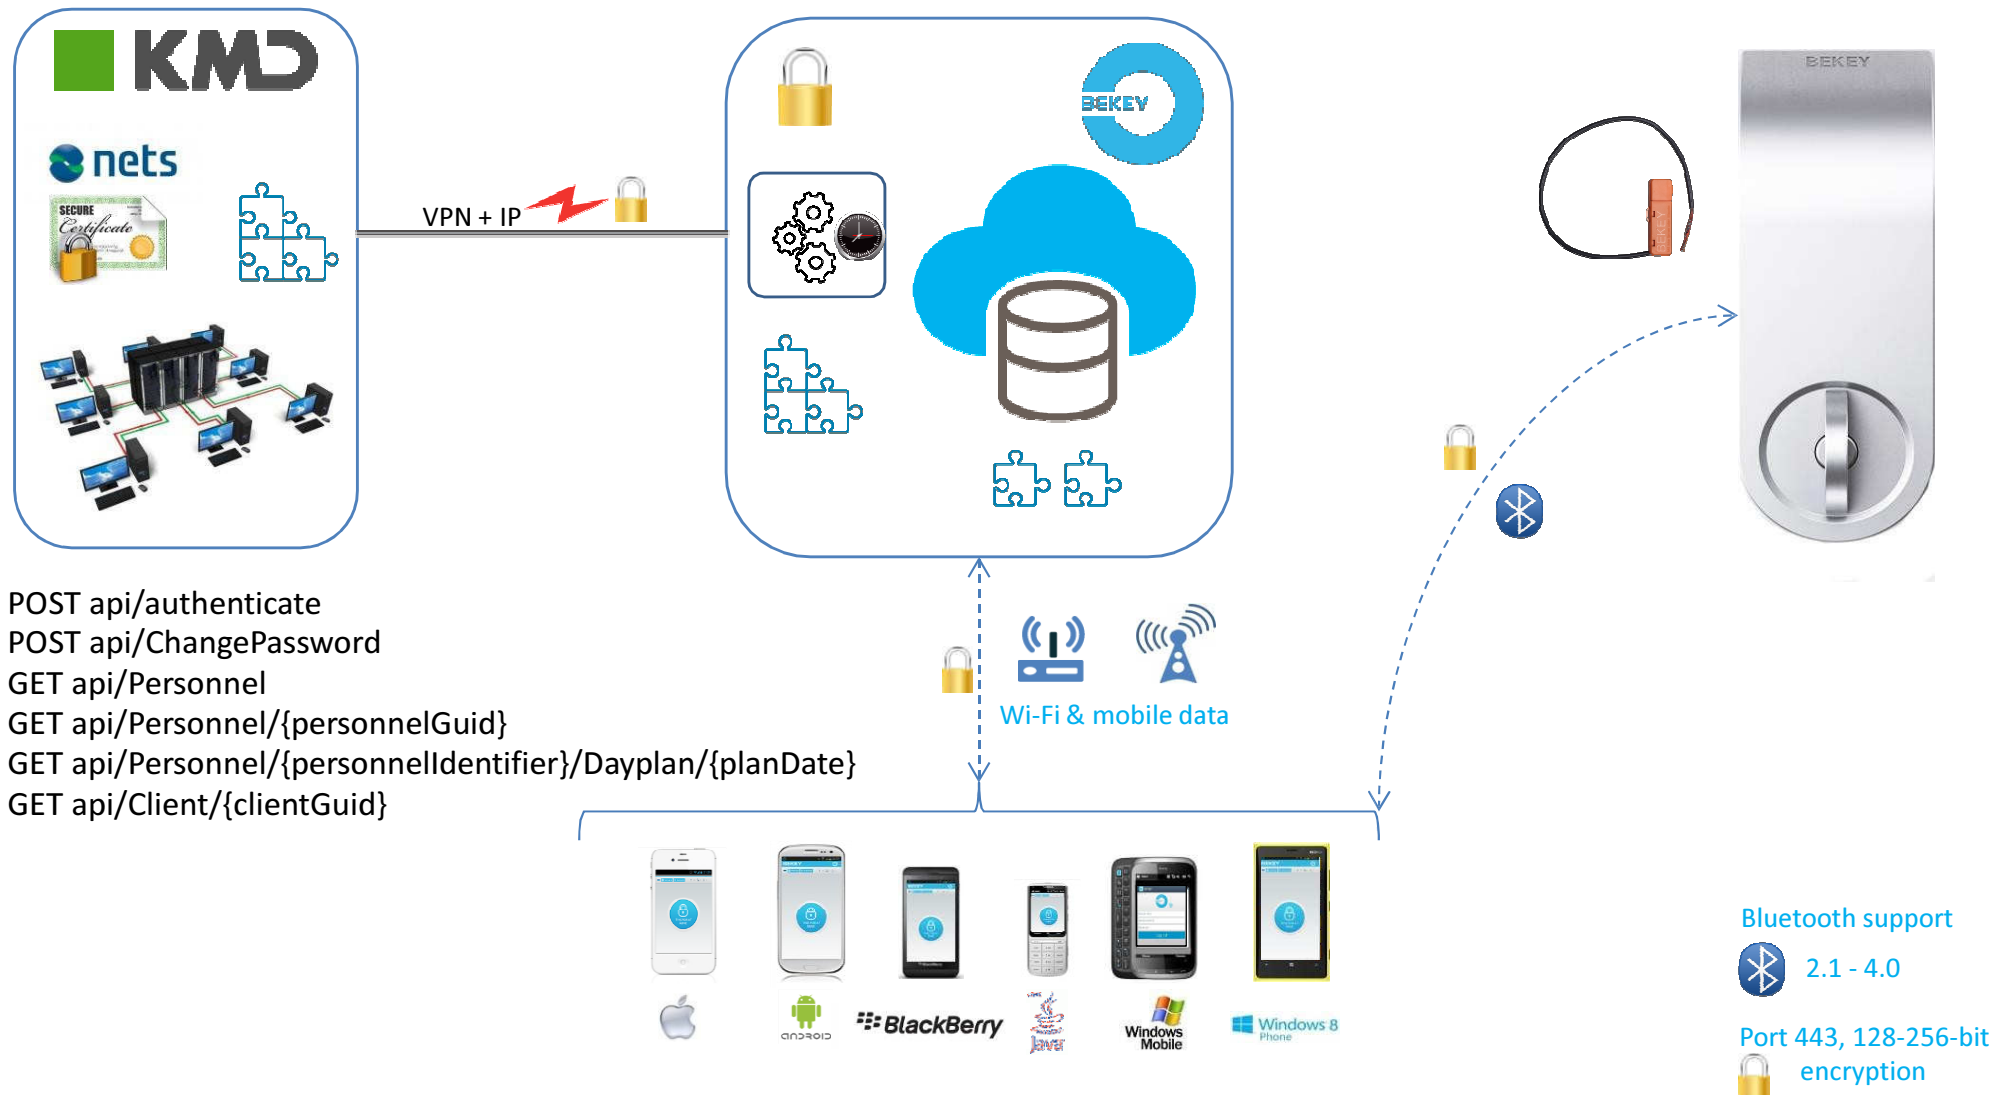 KMD
nets
SECURE
Certificate
VPN + IP
BEKEY
BEKEY
BEKEY
POST api/authenticate
POST api/ChangePassword
GET api/Personnel
GET api/Personnel/{personnelGuid}
GET api/Personnel/{personnelIdentifier}/Dayplan/{planDate}
GET api/Client/{clientGuid}
Wi-Fi & mobile data
android
BlackBerry
Java
Windows
Mobile
Windows 8
Phone
Bluetooth support
2.1 - 4.0
Port 443, 128-256-bit
encryption